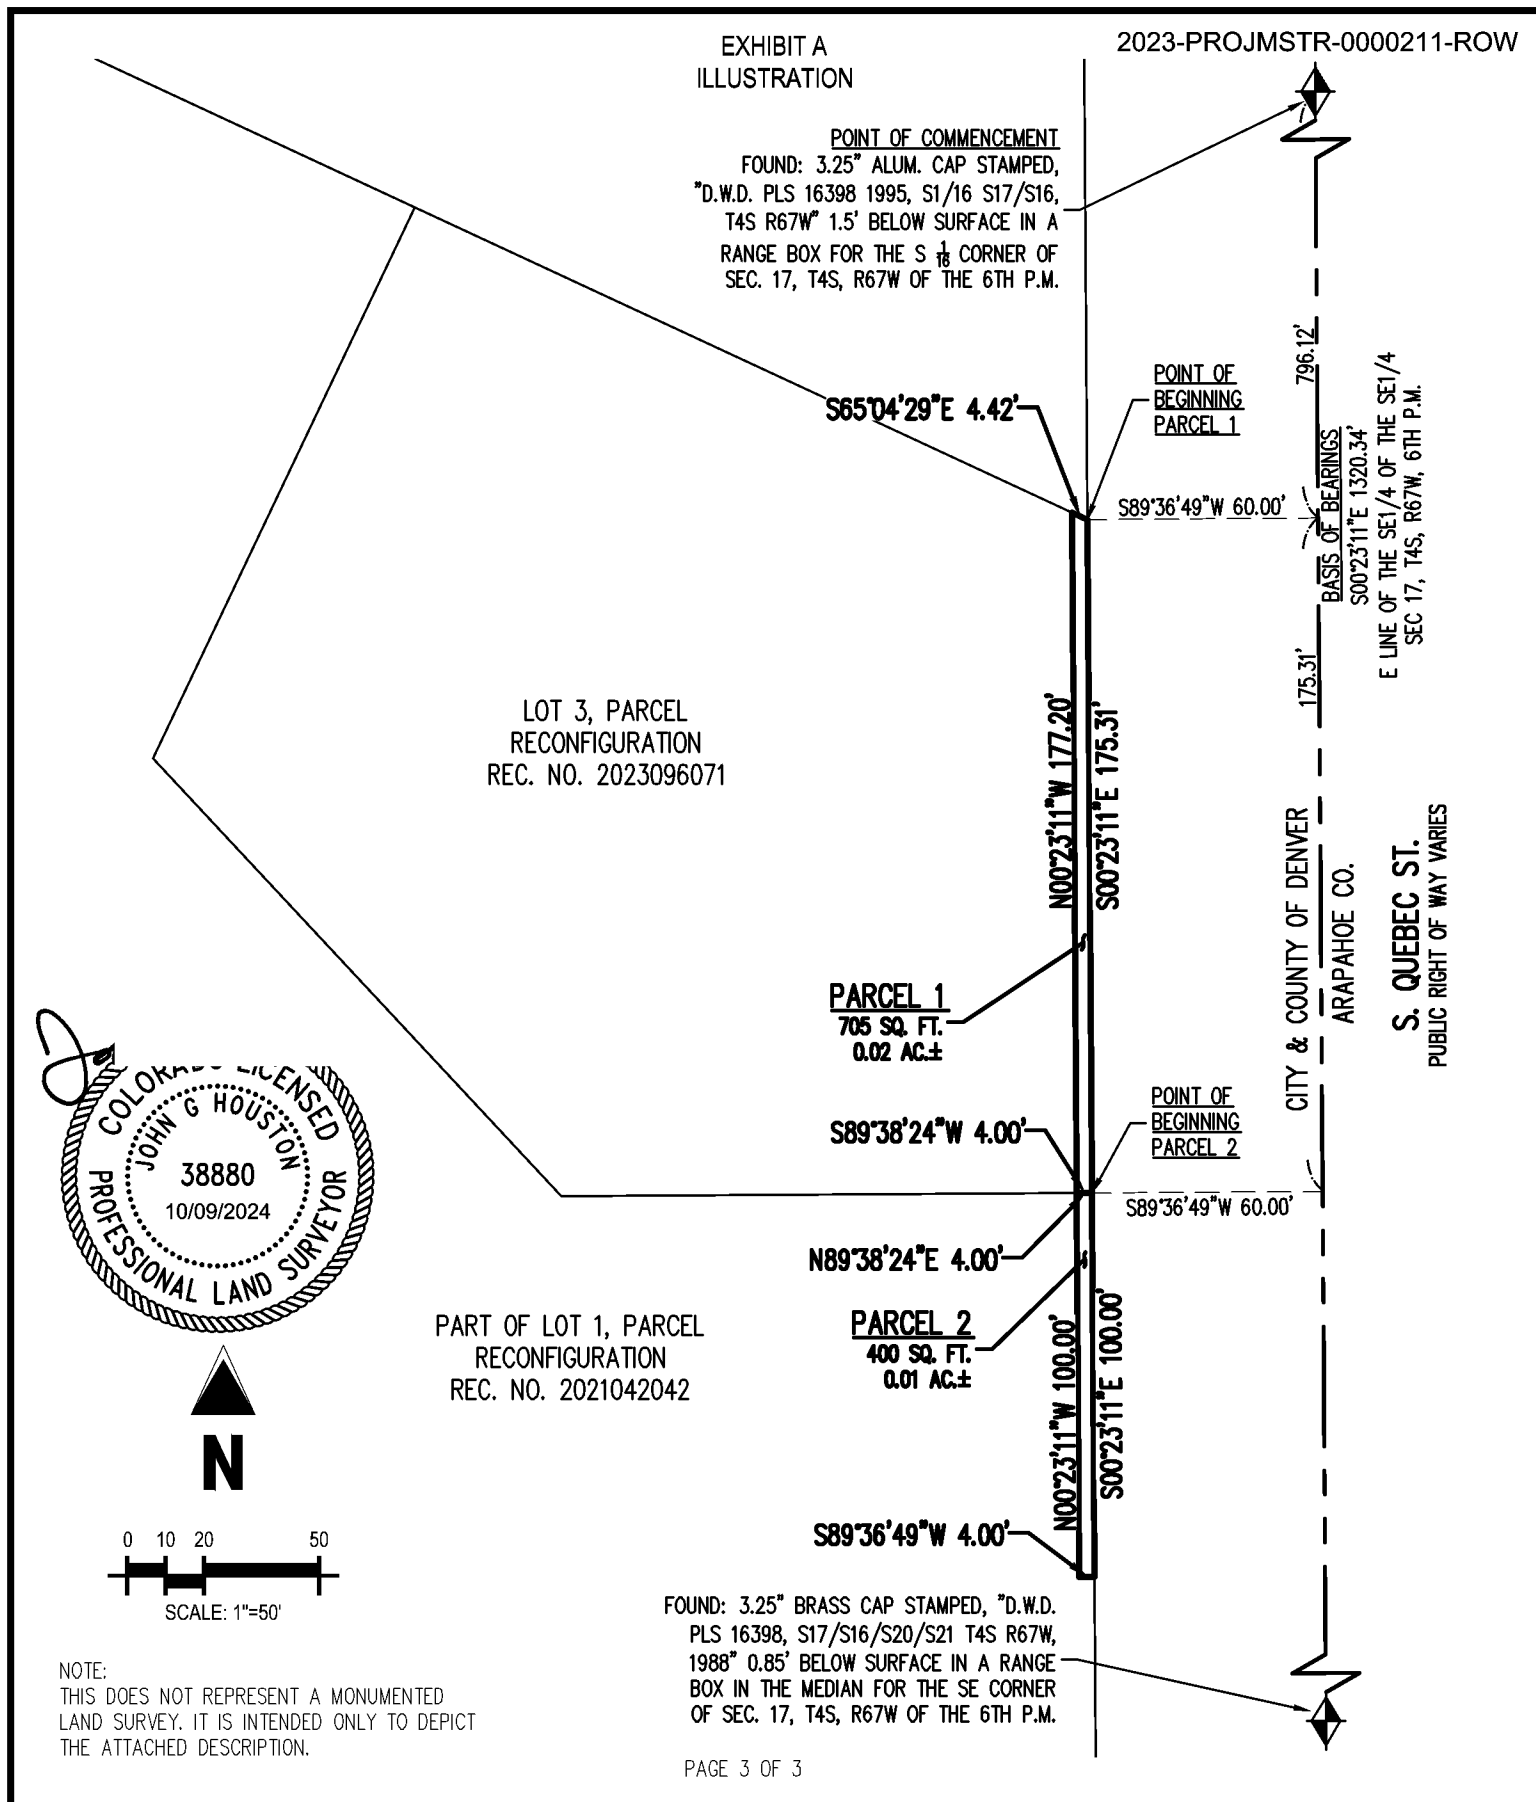 EXHIBIT A
ILLUSTRATION
2023-PROJMSTR-0000211-ROW
POINT OF COMMENCEMENT
FOUND: 3.25" ALUM. CAP STAMPED,
"D.W.D. PLS 16398 1995, S1/16 S17/S16,
T4S R67W" 1.5' BELOW SURFACE IN A
RANGE BOX FOR THE S 1/16 CORNER OF
SEC. 17, T4S, R67W OF THE 6TH P.M.
S65°04'29"E 4.42'
POINT OF
BEGINNING
PARCEL 1
S89°36'49"W 60.00'
796.12'
BASIS OF BEARINGS
S00°23'11"E 1320.34'
E LINE OF THE SE1/4 OF THE SE1/4
SEC 17, T4S, R67W, 6TH P.M.
175.31'
LOT 3, PARCEL
RECONFIGURATION
REC. NO. 2023096071
N00°23'11"W 177.20'
S00°23'11"E 175.31'
CITY & COUNTY OF DENVER
ARAPAHOE CO.
S. QUEBEC ST.
PUBLIC RIGHT OF WAY VARIES
PARCEL 1
705 SQ. FT.
0.02 AC.±
S89°38'24"W 4.00'
POINT OF
BEGINNING
PARCEL 2
S89°36'49"W 60.00'
N89°38'24"E 4.00'
PARCEL 2
400 SQ. FT.
0.01 AC.±
N00°23'11"W 100.00'
S00°23'11"E 100.00'
S89°36'49"W 4.00'
PART OF LOT 1, PARCEL
RECONFIGURATION
REC. NO. 2021042042
COLORADO LICENSED
JOHN G HOUSTON
38880
10/09/2024
PROFESSIONAL LAND SURVEYOR
N
0 10 20 50
SCALE: 1"=50'
FOUND: 3.25" BRASS CAP STAMPED, "D.W.D.
PLS 16398, S17/S16/S20/S21 T4S R67W,
1988" 0.85' BELOW SURFACE IN A RANGE
BOX IN THE MEDIAN FOR THE SE CORNER
OF SEC. 17, T4S, R67W OF THE 6TH P.M.
NOTE:
THIS DOES NOT REPRESENT A MONUMENTED
LAND SURVEY. IT IS INTENDED ONLY TO DEPICT
THE ATTACHED DESCRIPTION.
PAGE 3 OF 3